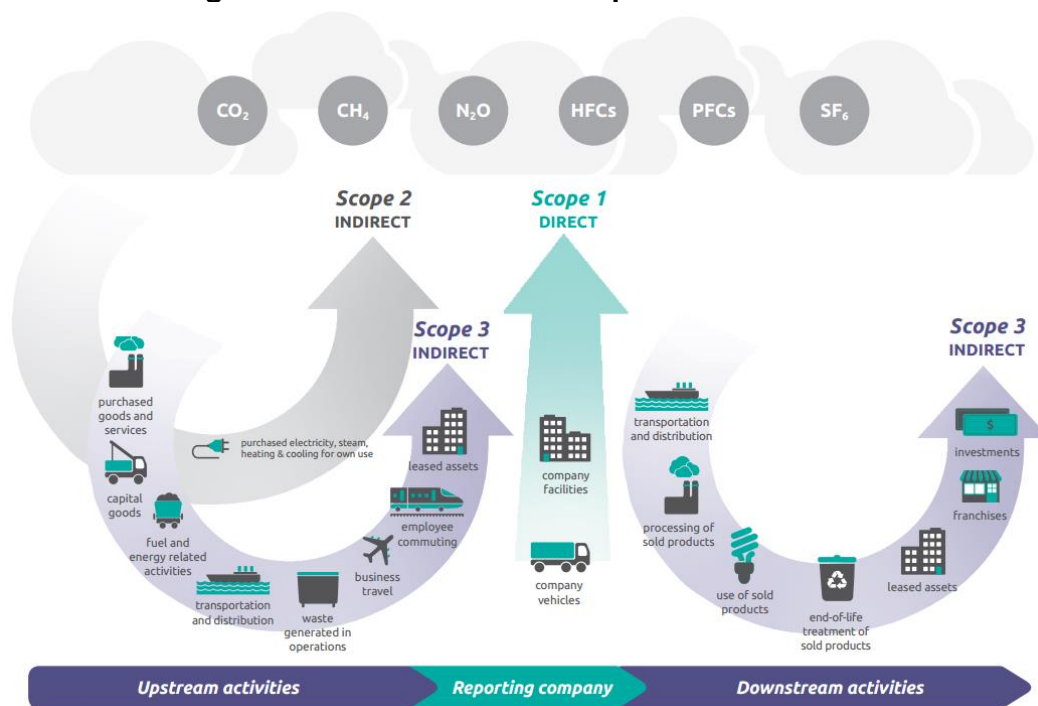 CO₂
CH₄
N₂O
HFCs
PFCs
SF₆
Scope 2
INDIRECT
Scope 1
DIRECT
Scope 3
INDIRECT
Scope 3
INDIRECT
purchased
goods and
services
capital
goods
fuel and
energy related
activities
transportation
and distribution
waste
generated in
operations
business
travel
employee
commuting
leased assets
purchased electricity, steam,
heating & cooling for own use
company
facilities
company
vehicles
transportation
and distribution
processing of
sold products
use of sold
products
end-of-life
treatment of
sold products
leased assets
franchises
$
investments
Upstream activities
Reporting company
Downstream activities